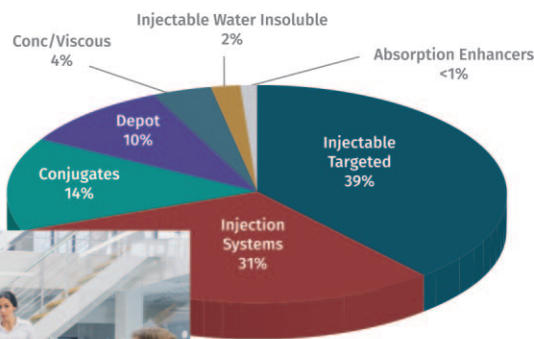 Injectable Water Insoluble
2%
Conc/Viscous
4%
Absorption Enhancers
<1%
Depot
10%
Injectable
Targeted
39%
Conjugates
14%
Injection
Systems
31%